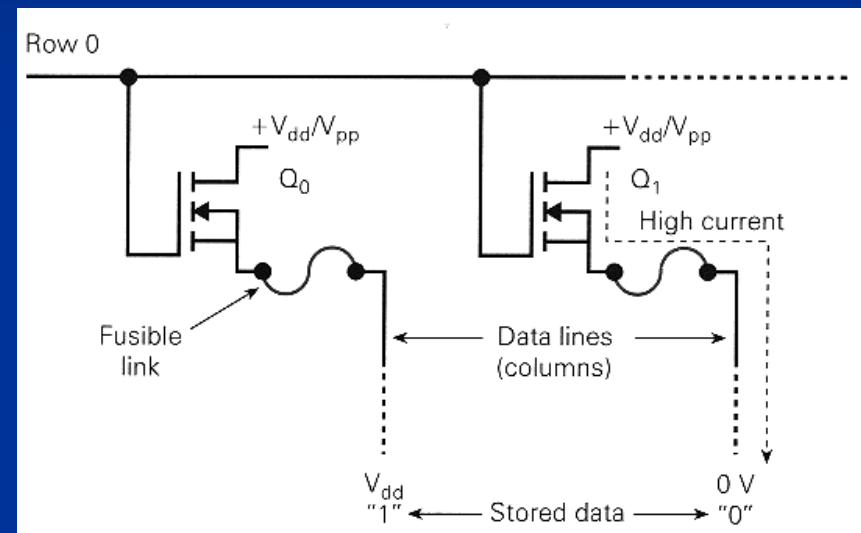 Row 0
+Vdd/Vpp
+Vdd/Vpp
Q0
Q1
High current
Fusible
link
Data lines
(columns)
Vdd
"1"
0 V
"0"
Stored data